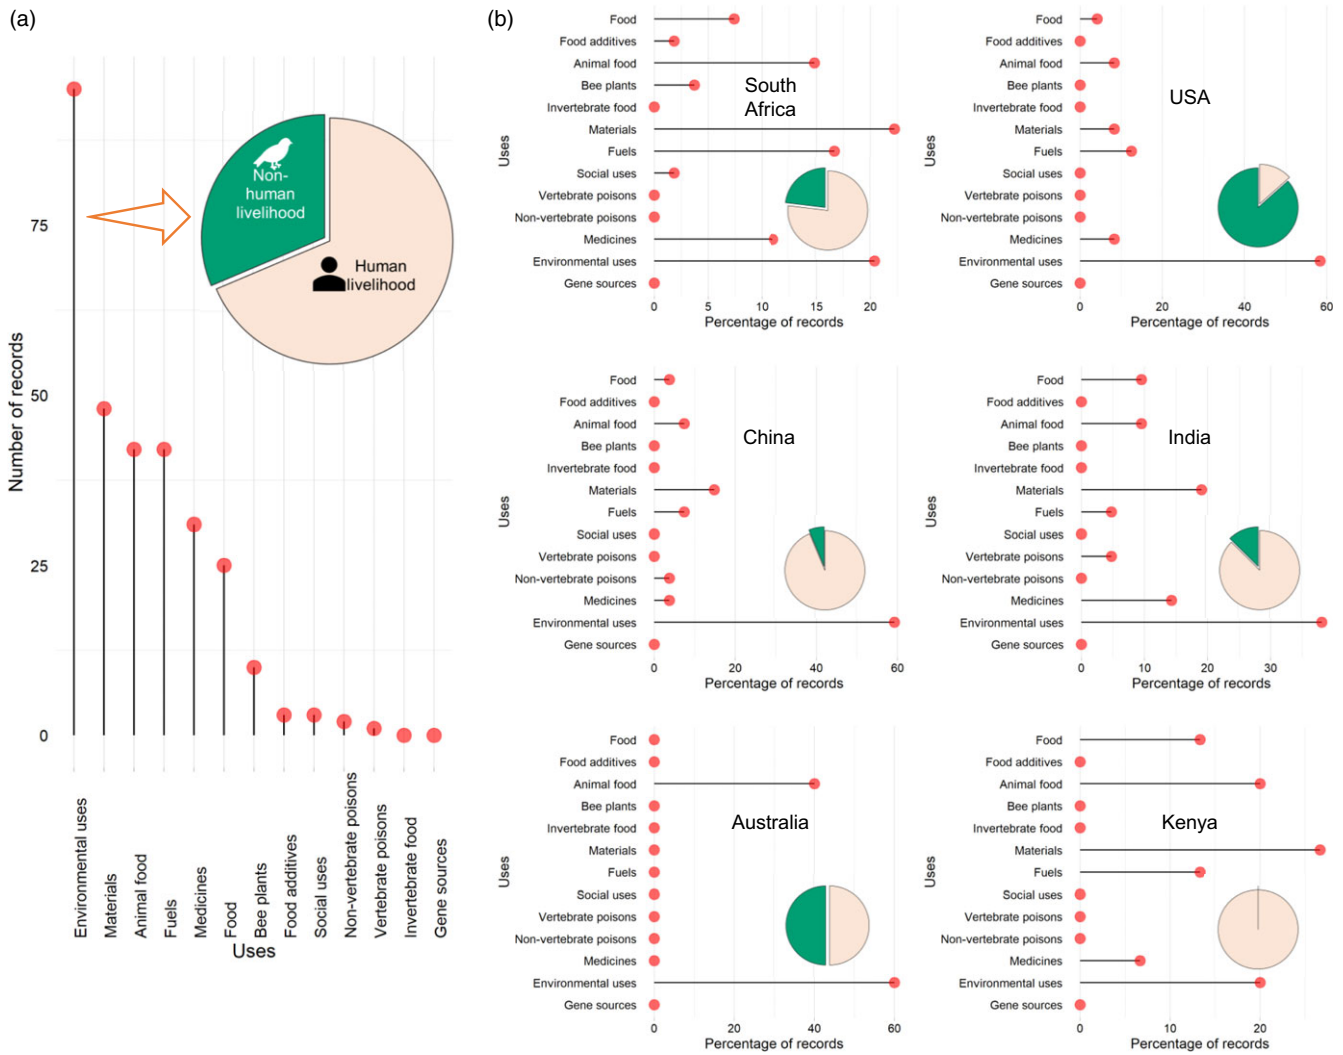 (a)
Number of records
75
50
25
0
Non-
human
livelihood
Human
livelihood
Environmental uses
Materials
Animal food
Fuels
Medicines
Food
Bee plants
Food additives
Social uses
Non-vertebrate poisons
Vertebrate poisons
Invertebrate food
Gene sources
Uses
(b)
Uses
Food
Food additives
Animal food
Bee plants
Invertebrate food
Materials
Fuels
Social uses
Vertebrate poisons
Non-vertebrate poisons
Medicines
Environmental uses
Gene sources
South
Africa
0 5 10 15 20
Percentage of records
Uses
Food
Food additives
Animal food
Bee plants
Invertebrate food
Materials
Fuels
Social uses
Vertebrate poisons
Non-vertebrate poisons
Medicines
Environmental uses
Gene sources
USA
0 20 40 60
Percentage of records
Uses
Food
Food additives
Animal food
Bee plants
Invertebrate food
Materials
Fuels
Social uses
Vertebrate poisons
Non-vertebrate poisons
Medicines
Environmental uses
Gene sources
China
0 20 40 60
Percentage of records
Uses
Food
Food additives
Animal food
Bee plants
Invertebrate food
Materials
Fuels
Social uses
Vertebrate poisons
Non-vertebrate poisons
Medicines
Environmental uses
Gene sources
India
0 10 20 30
Percentage of records
Uses
Food
Food additives
Animal food
Bee plants
Invertebrate food
Materials
Fuels
Social uses
Vertebrate poisons
Non-vertebrate poisons
Medicines
Environmental uses
Gene sources
Australia
0 20 40 60
Percentage of records
Uses
Food
Food additives
Animal food
Bee plants
Invertebrate food
Materials
Fuels
Social uses
Vertebrate poisons
Non-vertebrate poisons
Medicines
Environmental uses
Gene sources
Kenya
0 10 20
Percentage of records